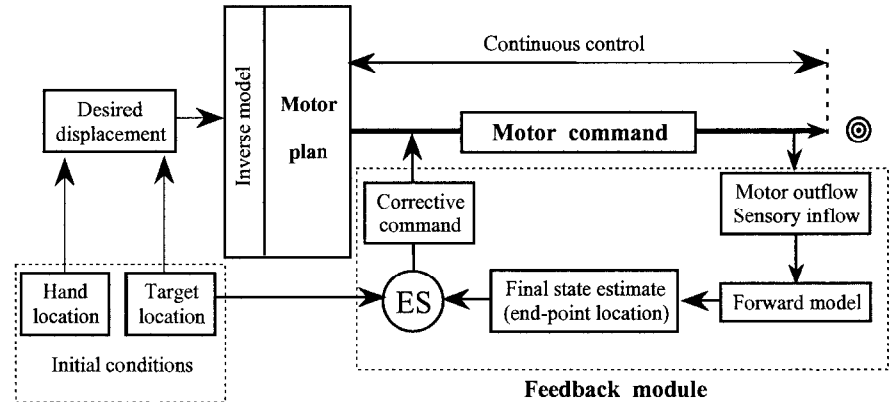 Continuous control
Inverse model
Motor
plan
Desired
displacement
Motor command
Corrective
command
Motor outflow
Sensory inflow
Hand
location
Target
location
ES
Final state estimate
(end-point location)
Forward model
Initial conditions
Feedback module